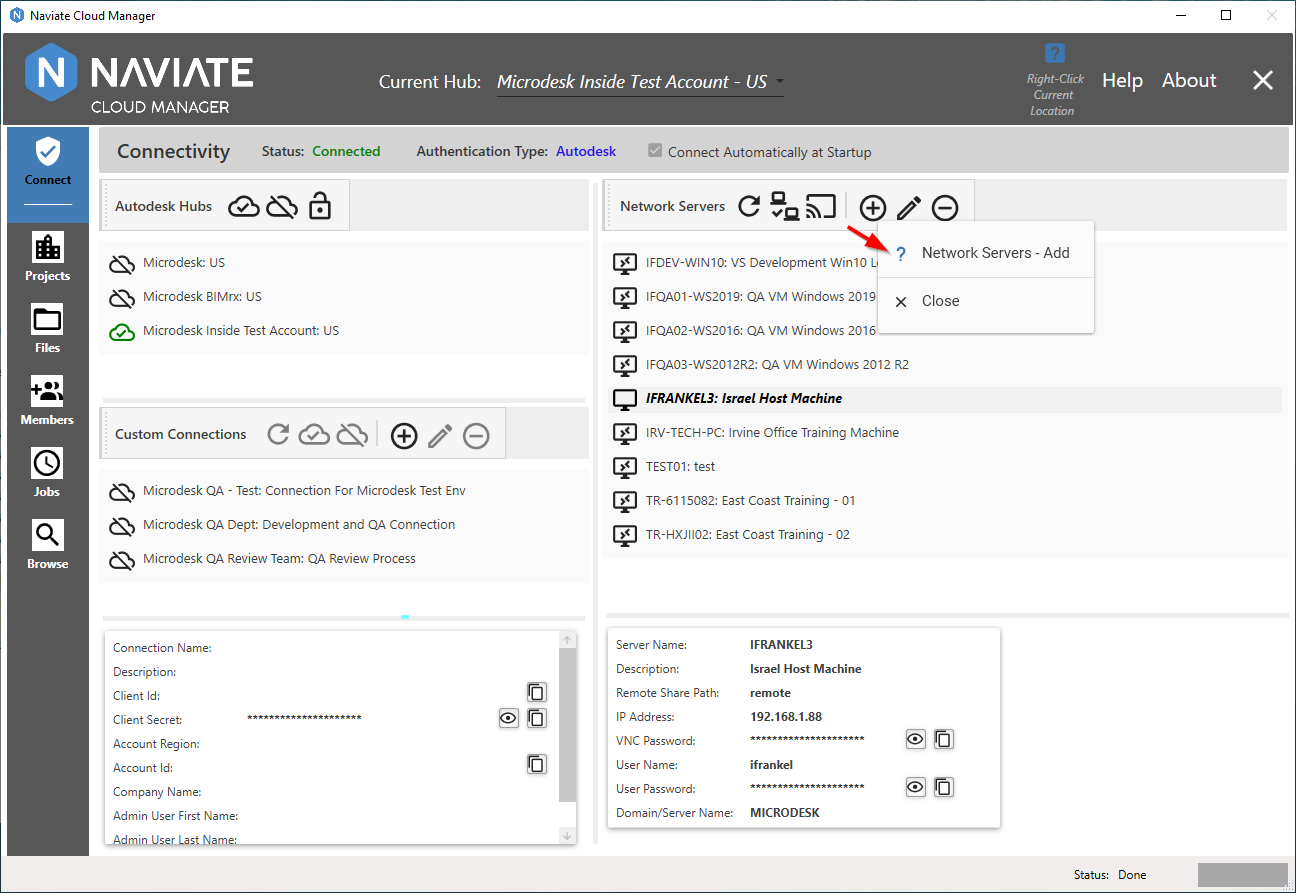 Naviate Cloud Manager
NAVIATE
CLOUD MANAGER
Current Hub: Microdesk Inside Test Account - US
?
Right-Click
Current
Location
Help
About
Connect
Projects
Files
Members
Jobs
Browse
Connectivity
Status: Connected
Authentication Type: Autodesk
Connect Automatically at Startup
Autodesk Hubs
Microdesk: US
Microdesk BIMrx: US
Microdesk Inside Test Account: US
Custom Connections
Microdesk QA - Test: Connection For Microdesk Test Env
Microdesk QA Dept: Development and QA Connection
Microdesk QA Review Team: QA Review Process
Connection Name:
Description:
Client Id:
Client Secret: *********************
Account Region:
Account Id:
Company Name:
Admin User First Name:
Admin User Last Name:
Network Servers
? Network Servers - Add
Close
IFDEV-WIN10: VS Development Win10
IFQA01-WS2019: QA VM Windows 2019
IFQA02-WS2016: QA VM Windows 2016
IFQA03-WS2012R2: QA VM Windows 2012 R2
IFRANKEL3: Israel Host Machine
IRV-TECH-PC: Irvine Office Training Machine
TEST01: test
TR-6115082: East Coast Training - 01
TR-HXJII02: East Coast Training - 02
Server Name: IFRANKEL3
Description: Israel Host Machine
Remote Share Path: remote
IP Address: 192.168.1.88
VNC Password: *********************
User Name: ifrankel
User Password: *********************
Domain/Server Name: MICRODESK
Status: Done